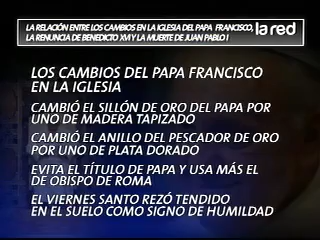 LA RELACIÓN ENTRE LOS CAMBIOS EN LA IGLESIA DEL PAPA FRANCISCO,
LA RENUNCIA DE BENEDICTO XVI Y LA MUERTE DE JUAN PABLO I
la red
LOS CAMBIOS DEL PAPA FRANCISCO
EN LA IGLESIA
CAMBIÓ EL SILLÓN DE ORO DEL PAPA POR
UNO DE MADERA TAPIZADO
CAMBIÓ EL ANILLO DEL PESCADOR DE ORO
POR UNO DE PLATA DORADO
EVITA EL TÍTULO DE PAPA Y USA MÁS EL
DE OBISPO DE ROMA
EL VIERNES SANTO REZÓ TENDIDO
EN EL SUELO COMO SIGNO DE HUMILDAD